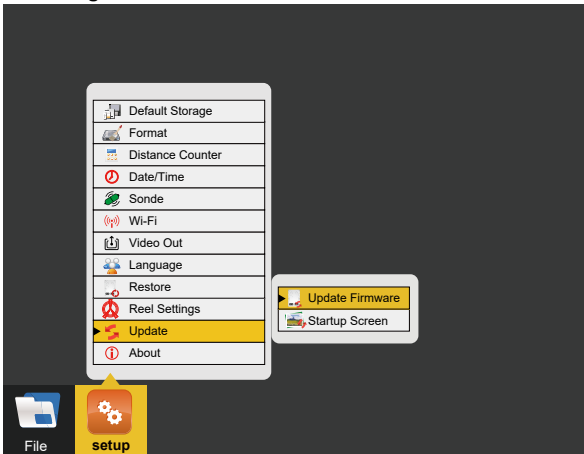 Default Storage
Format
Distance Counter
Date/Time
Sonde
Wi-Fi
Video Out
Language
Restore
Reel Settings
Update
About
Update Firmware
Startup Screen
File
setup